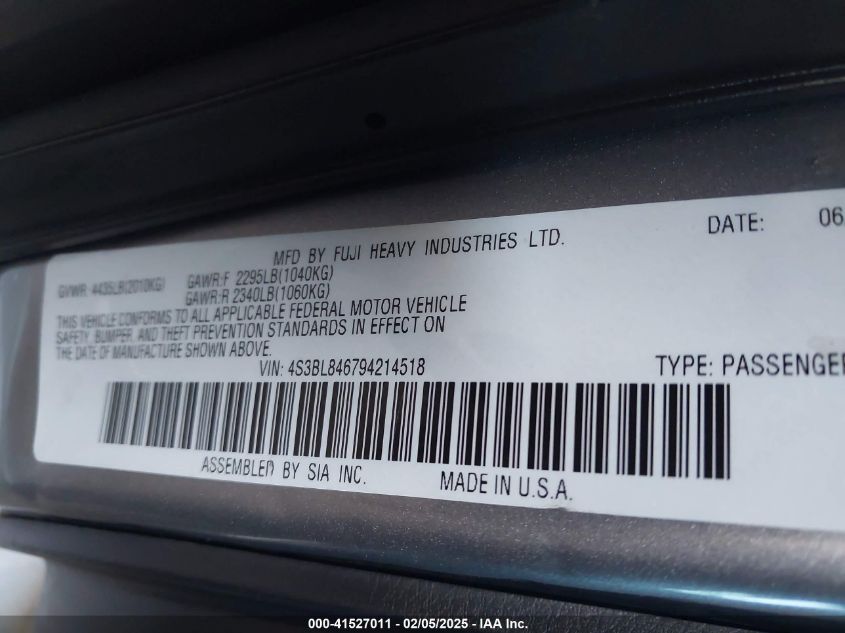 MFD BY FUJI HEAVY INDUSTRIES LTD.
DATE: 06
GVWR: 4435LB(2010KG)
GAWR:F 2295LB(1040KG)
GAWR:R 2340LB(1060KG)
THIS VEHICLE CONFORMS TO ALL APPLICABLE FEDERAL MOTOR VEHICLE
SAFETY, BUMPER, AND THEFT PREVENTION STANDARDS IN EFFECT ON
THE DATE OF MANUFACTURE SHOWN ABOVE.
VIN: 4S3BL846794214518
TYPE: PASSENGER
ASSEMBLED BY SIA INC.
MADE IN U.S.A.
000-41527011 - 02/05/2025 - IAA Inc.